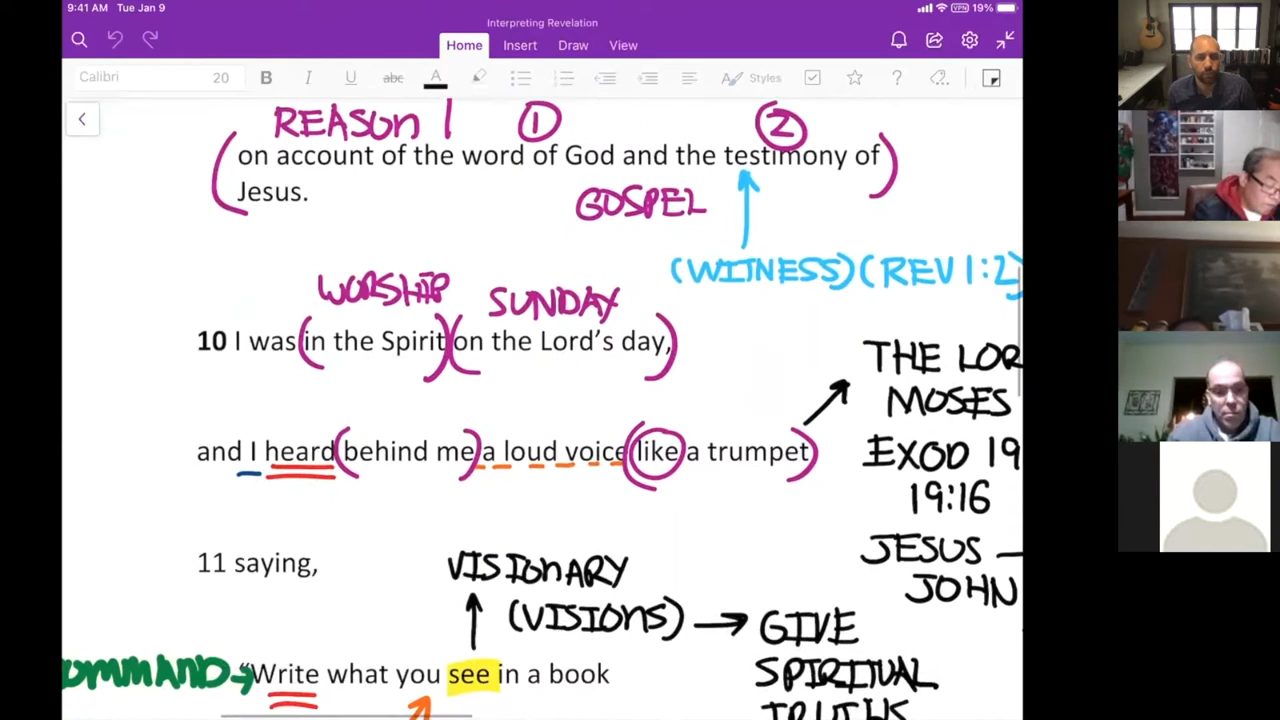 9:41 AM Tue Jan 9
VPN 19%
Interpreting Revelation
Home Insert Draw View
Calibri 20 B I U abc A Styles ?
REASON 1 1 2
on account of the word of God and the testimony of
Jesus.
GOSPEL
(WITNESS) (REV 1:2)
WORSHIP SUNDAY
10 I was (in the Spirit) (on the Lord's day,)
THE LOR
MOSES
and I heard (behind me) a loud voice (like a trumpet)
EXOD 19
19:16
JESUS –
JOHN
11 saying,
VISIONARY
(VISIONS) → GIVE
SPIRITUAL
TRUTHS
OMMAND → "Write what you see in a book